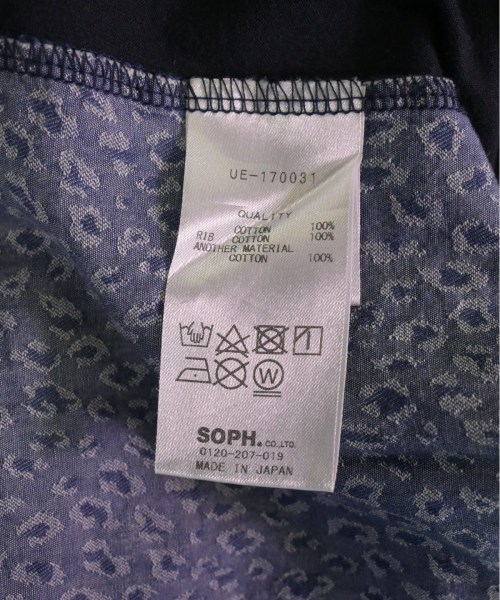 UE-170031
QUALITY
COTTON 100%
RIB COTTON 100%
ANOTHER MATERIAL
COTTON 100%
W
SOPH. CO.,LTD.
0120-207-019
MADE IN JAPAN